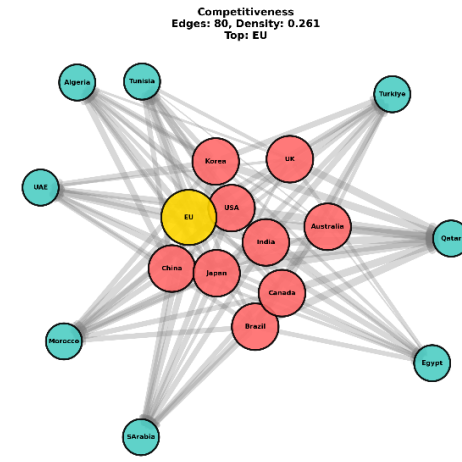 Competitiveness
Edges: 80, Density: 0.261
Top: EU
Algeria
Tunisia
Turkiye
Korea
UK
UAE
EU
USA
Australia
Qatar
India
China
Japan
Canada
Brazil
Morocco
Egypt
SArabia